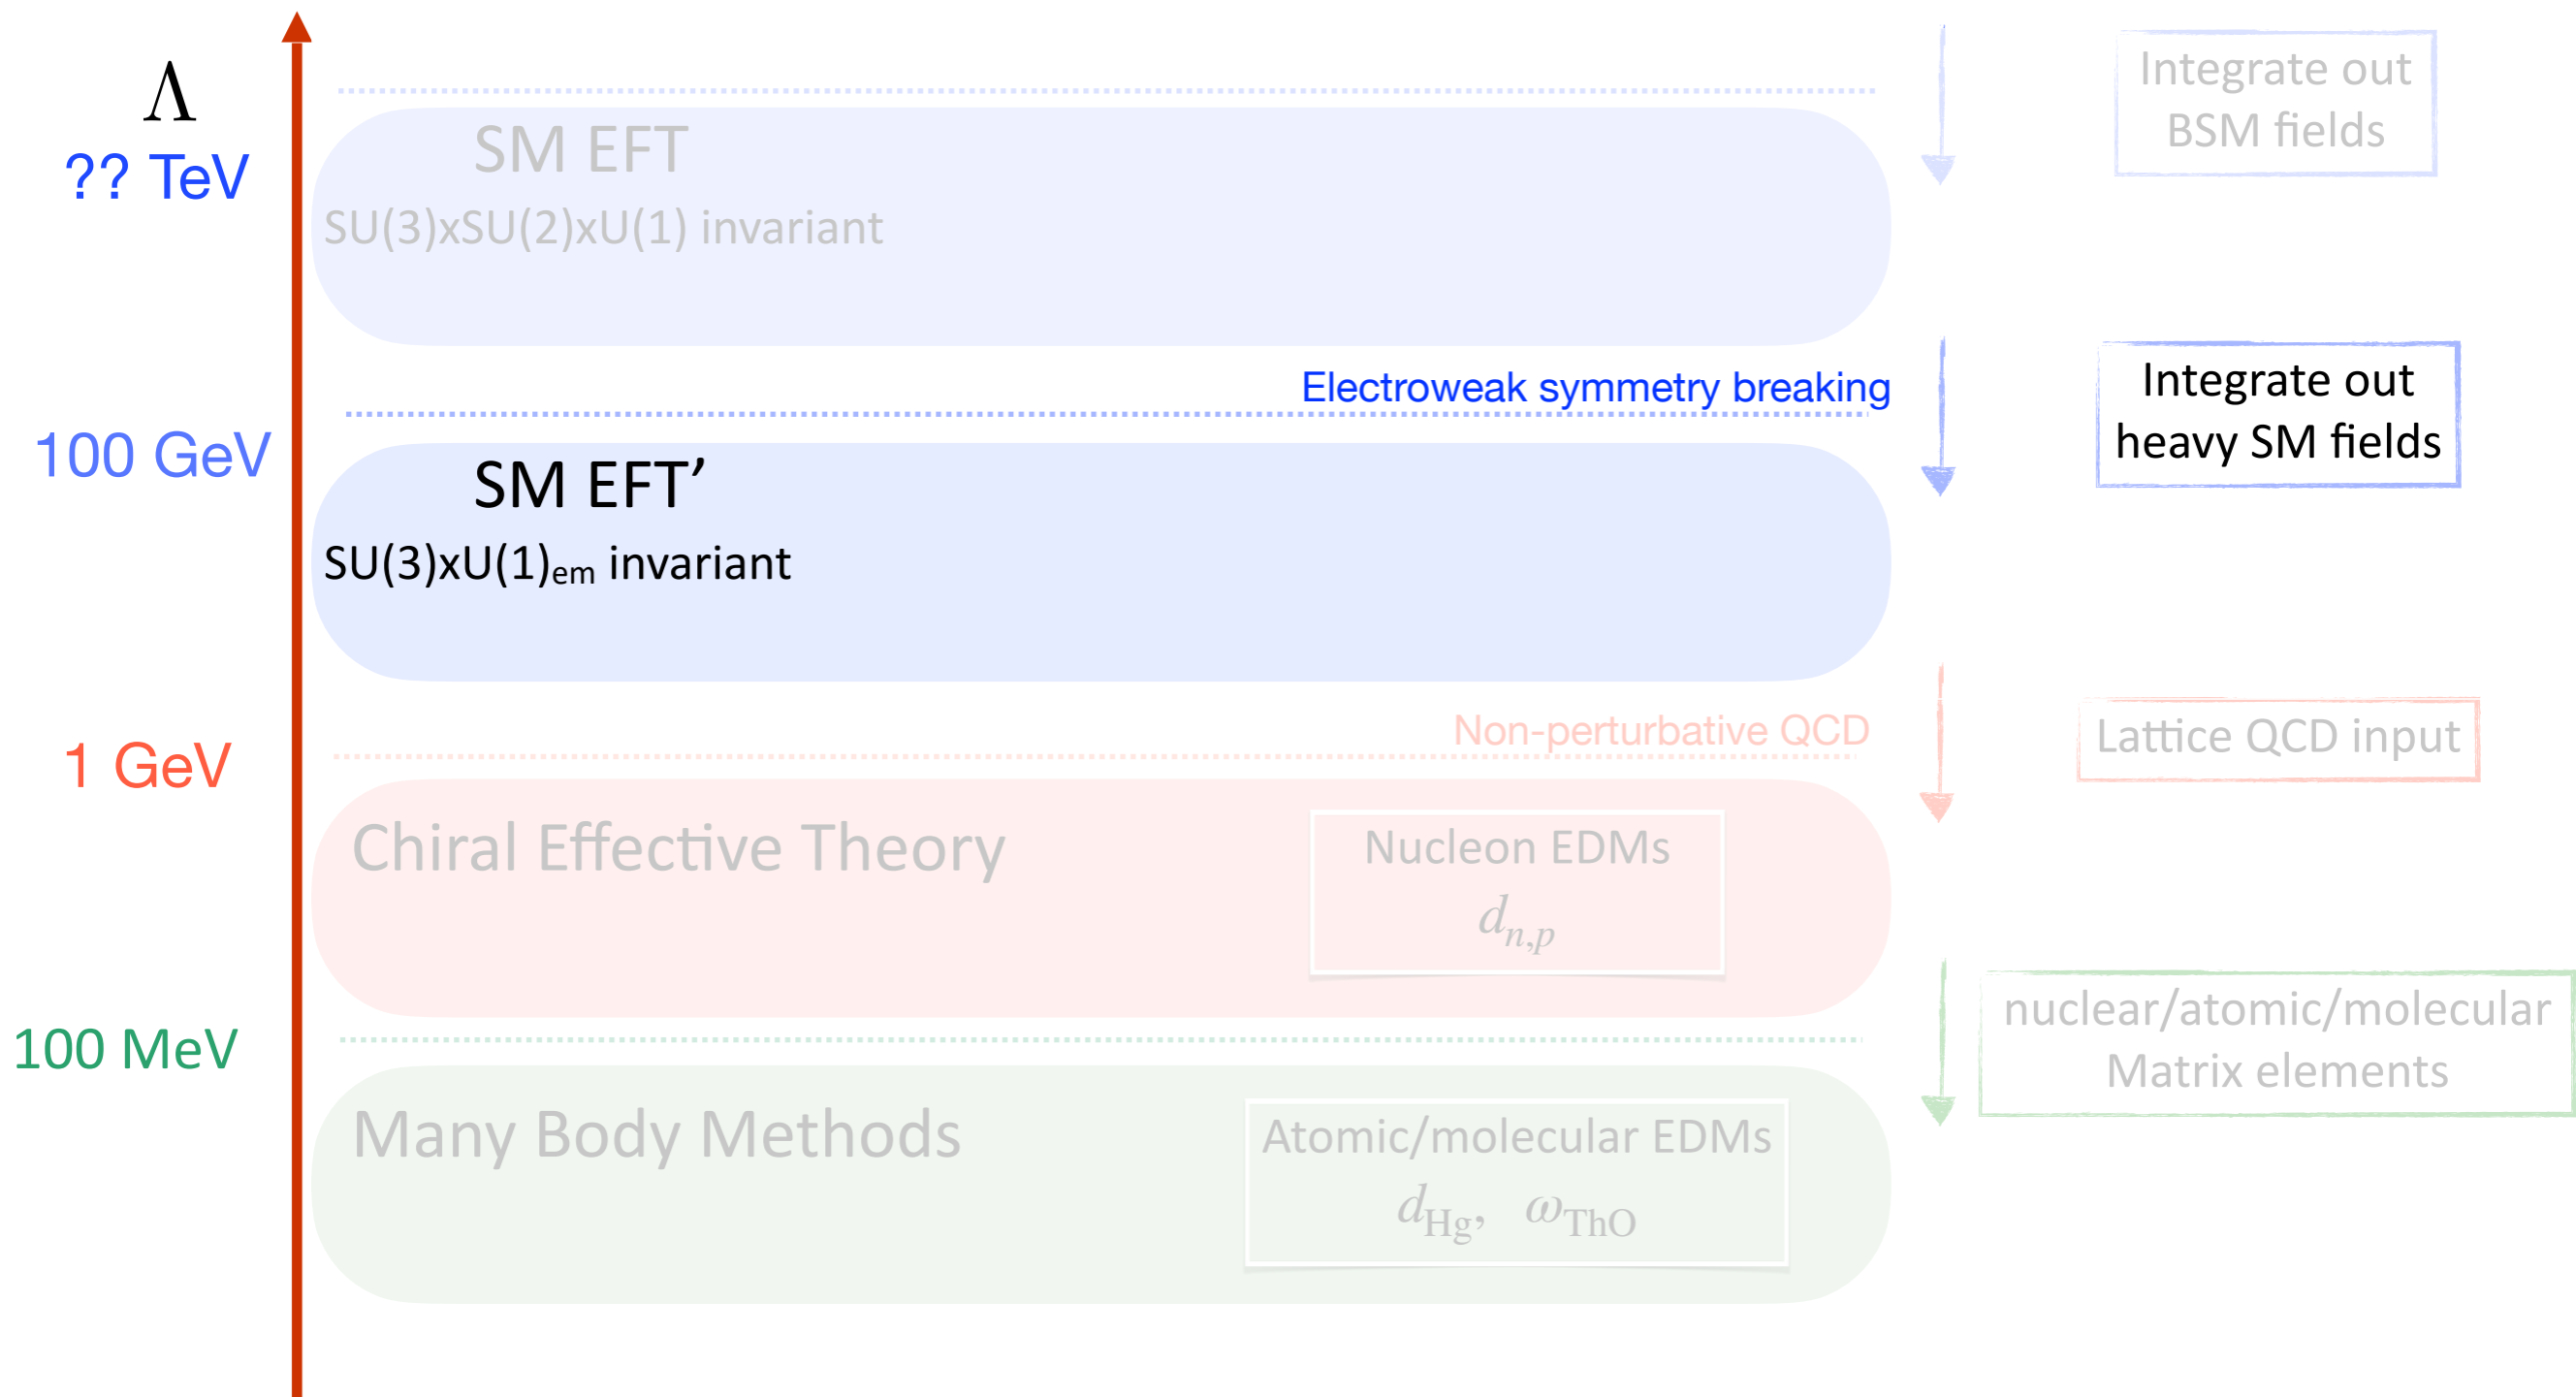 Λ
?? TeV
SM EFT
SU(3)xSU(2)xU(1) invariant
Integrate out
BSM fields
Electroweak symmetry breaking
100 GeV
SM EFT’
SU(3)xU(1)em invariant
Integrate out
heavy SM fields
Non-perturbative QCD
1 GeV
Lattice QCD input
Chiral Effective Theory
Nucleon EDMs
dn,p
100 MeV
nuclear/atomic/molecular
Matrix elements
Many Body Methods
Atomic/molecular EDMs
dHg, ωThO